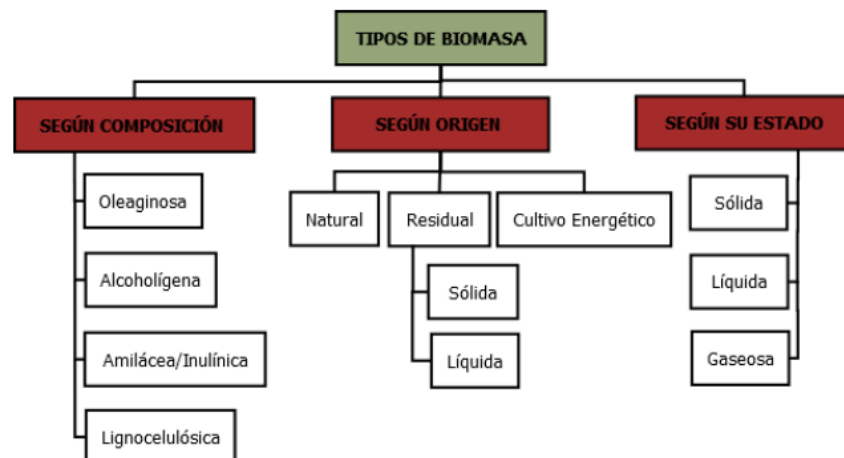 TIPOS DE BIOMASA
SEGÚN COMPOSICIÓN
SEGÚN ORIGEN
SEGÚN SU ESTADO
Oleaginosa
Alcoholígena
Amilácea/Inulínica
Lignocelulósica
Natural
Residual
Cultivo Energético
Sólida
Líquida
Sólida
Líquida
Gaseosa